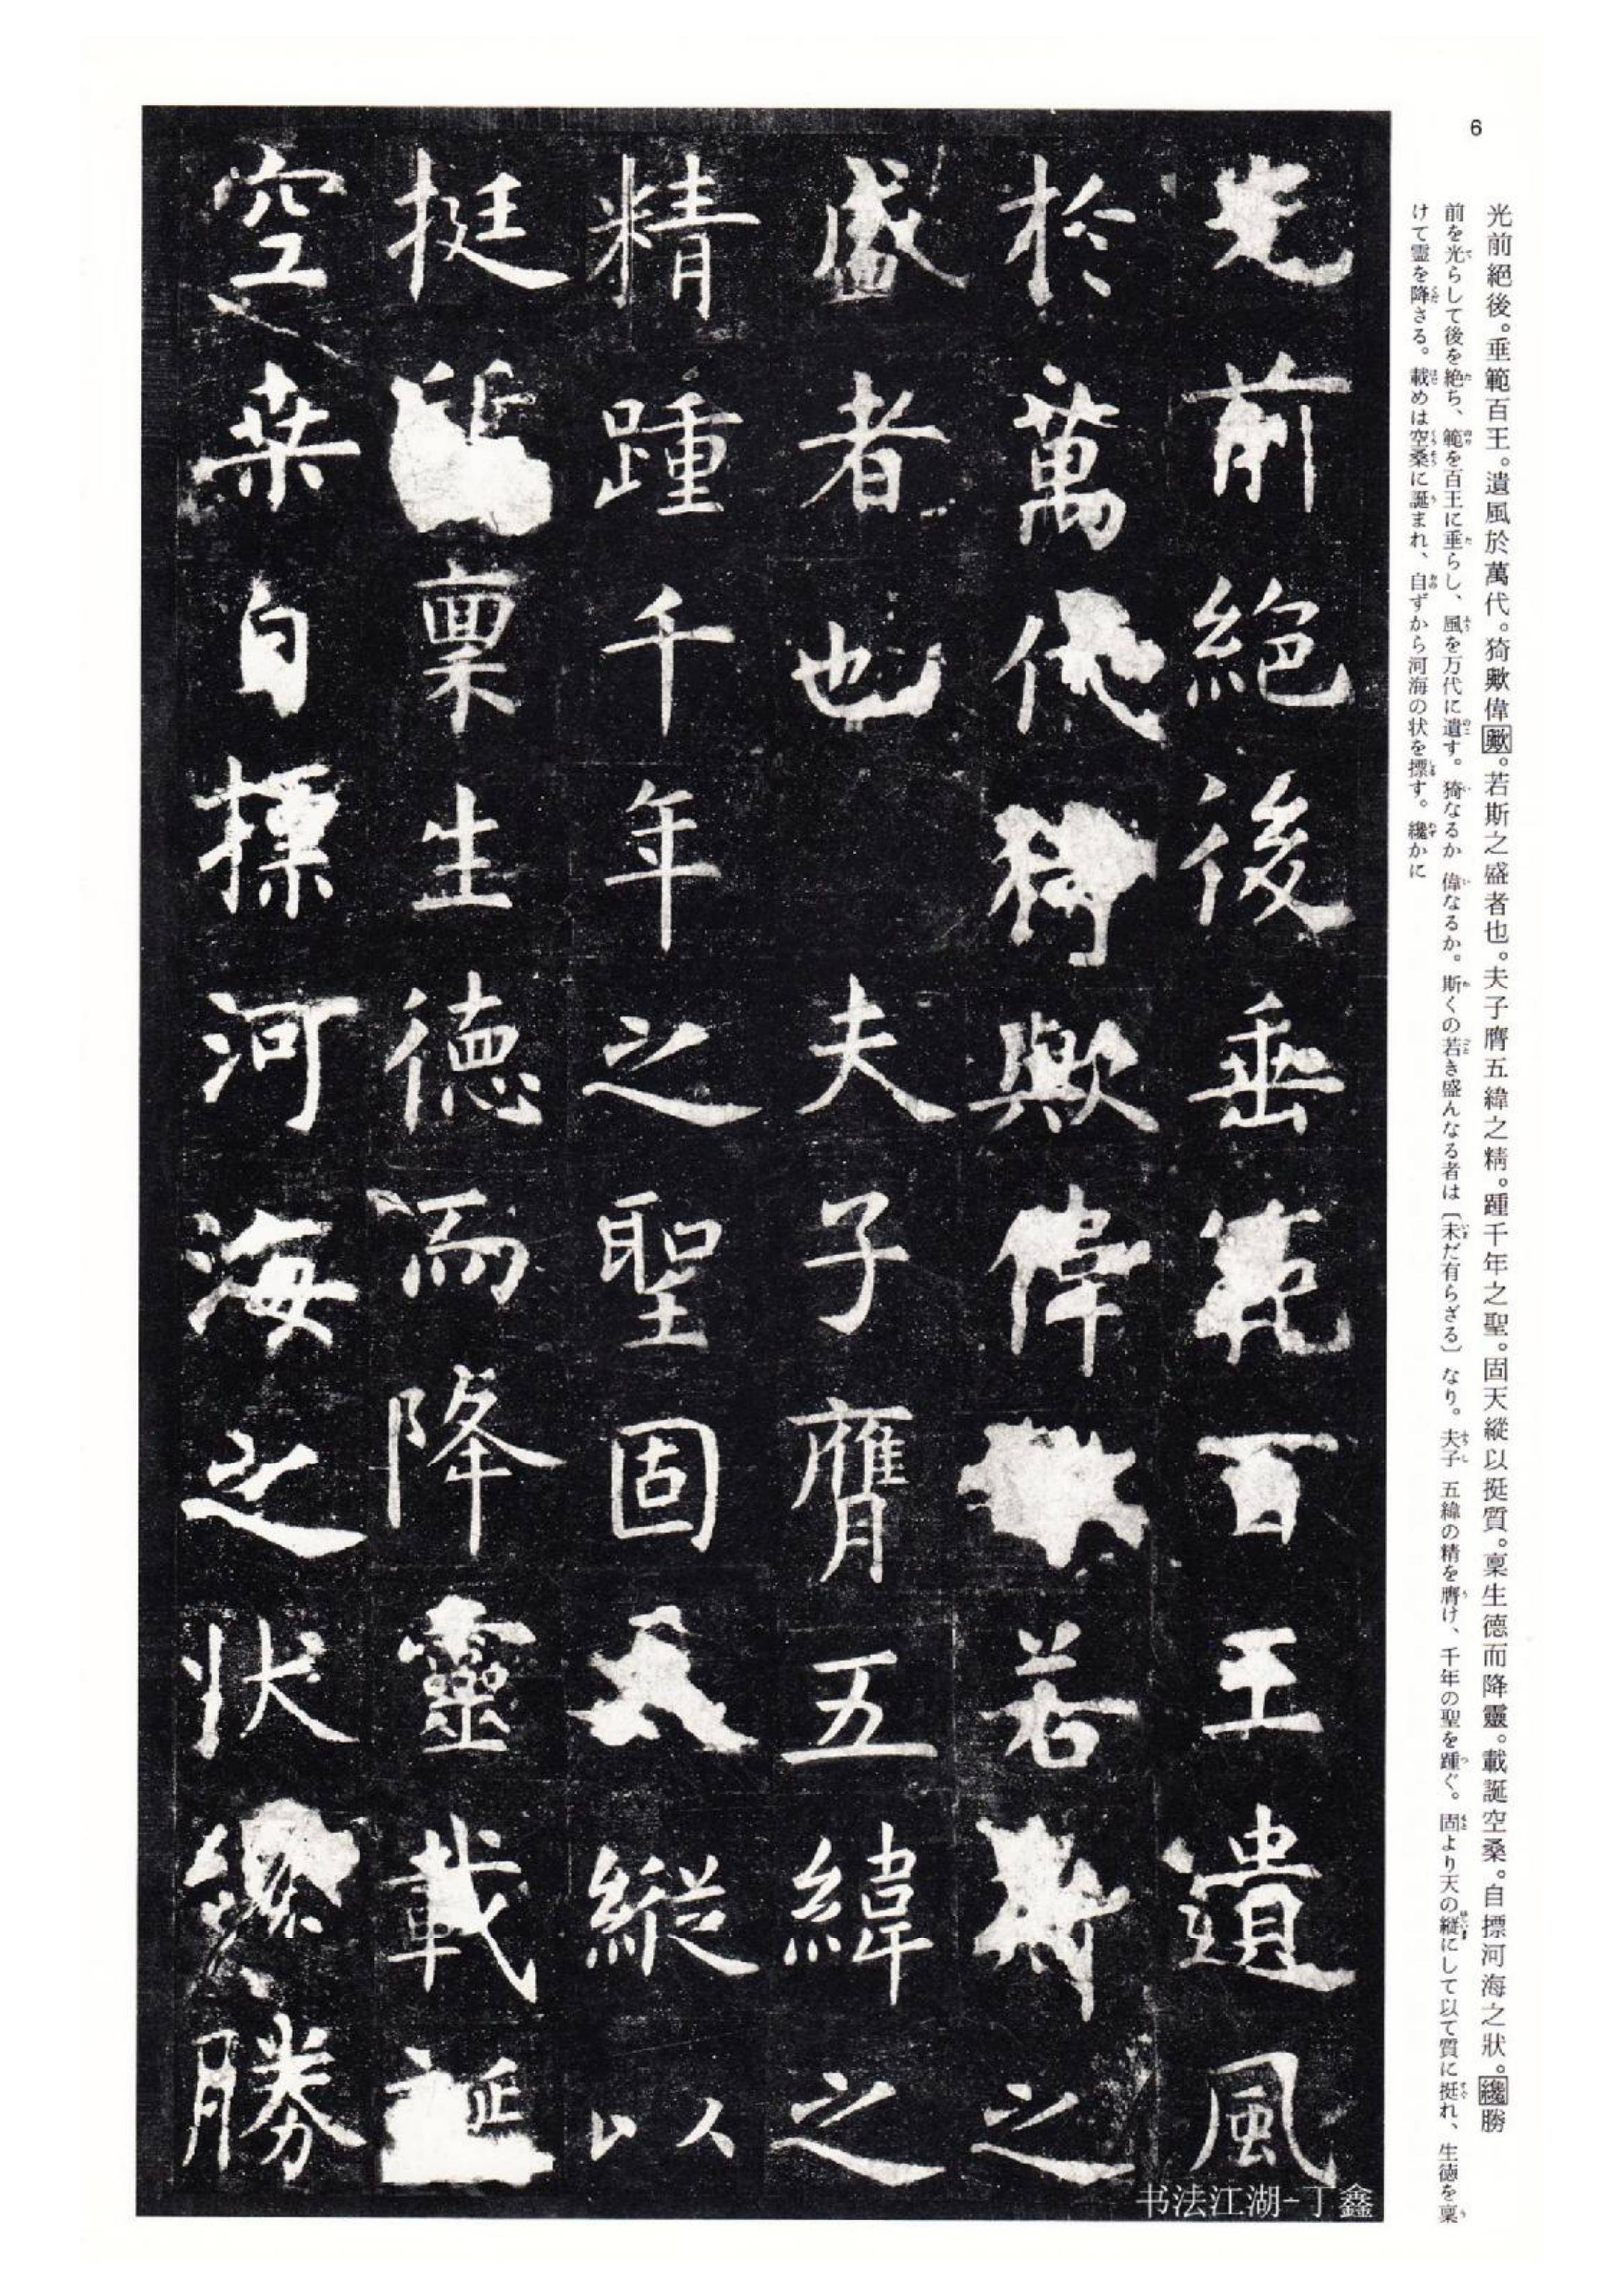 6
光前絕後。垂範百王。遺風於萬代。猗歟偉歟。若斯之盛者也。夫子膺五緯之精。踵千年之聖。固天縱以挺質。稟生德而降靈。載誕空桑。自摽河海之狀。纔勝
前を光らして後を絶ち、範を百王に垂らし、風を万代に遺す。猗なるか 偉なるか。斯くの若き盛んなる者は〔未だ有らざる〕なり。夫子 五緯の精を膺け、千年の聖を踵ぐ。固より天の縦にして以て質に挺れ、生徳を稟
けて霊を降さる。載めは空桑に誕まれ、自ずから河海の状を摽す。纔かに
光前絕後垂範百王遺風
於萬代猗歟偉若斯之
盛者也 夫子膺五緯之
精踵千年之聖固天縱以
挺質稟生德而降靈載誕
空桑自摽河海之狀纔勝
书法江湖-丁鑫